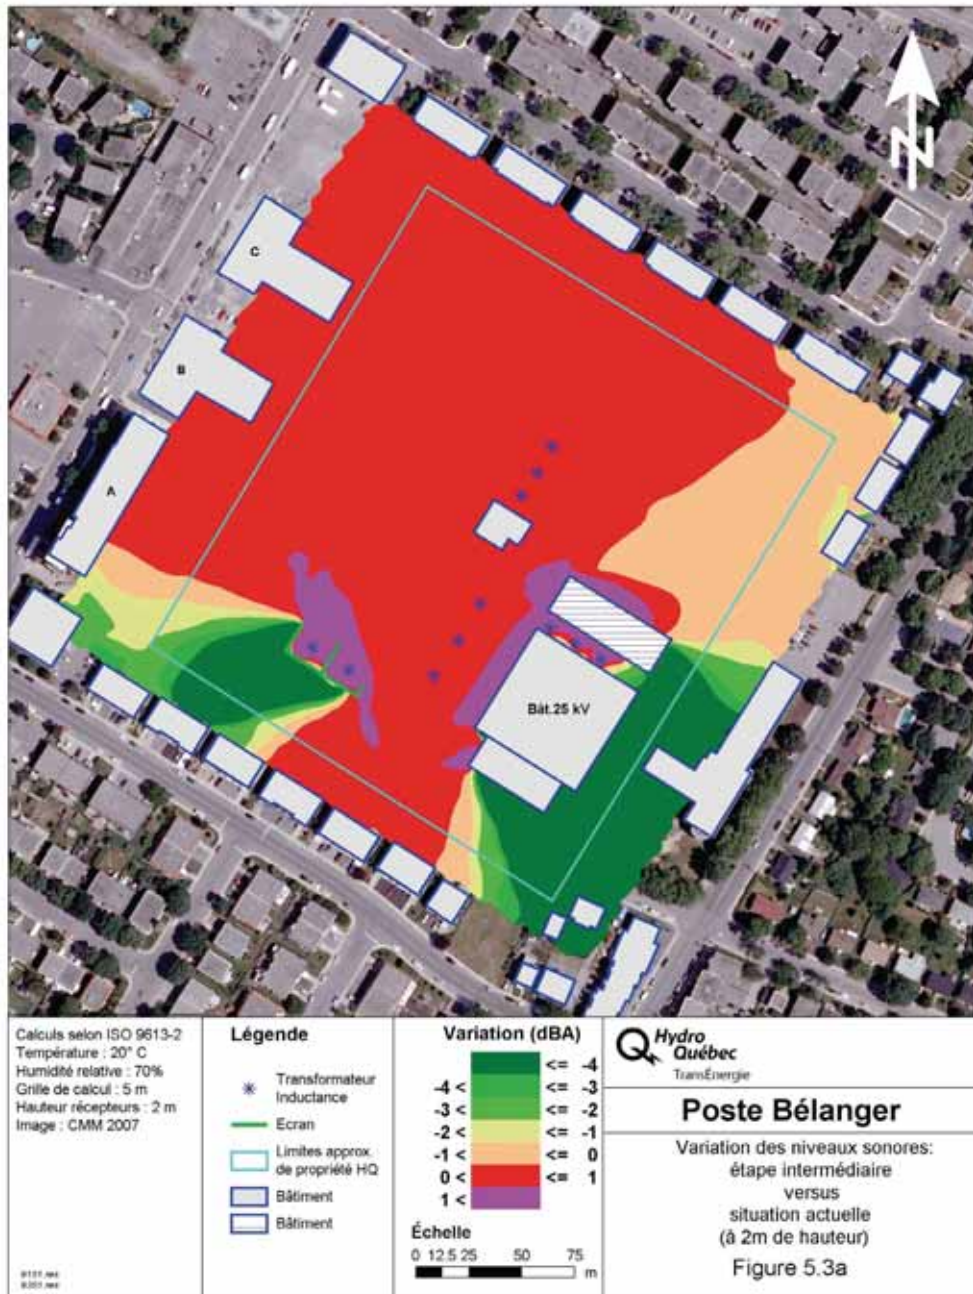 N
C
B
A
Bât.25 kV
Calculs selon ISO 9613-2
Température : 20° C
Humidité relative : 70%
Grille de calcul : 5 m
Hauteur récepteurs : 2 m
Image : CMM 2007
Légende
Transformateur
Inductance
Ecran
Limites approx.
de propriété HQ
Bâtiment
Bâtiment
Variation (dBA)
<= -4
-4 < <= -3
-3 < <= -2
-2 < <= -1
-1 < <= 0
0 < <= 1
1 <
Échelle
0 12.5 25 50 75
m
Hydro
Québec
TransÉnergie
Poste Bélanger
Variation des niveaux sonores:
étape intermédiaire
versus
situation actuelle
(à 2m de hauteur)
Figure 5.3a